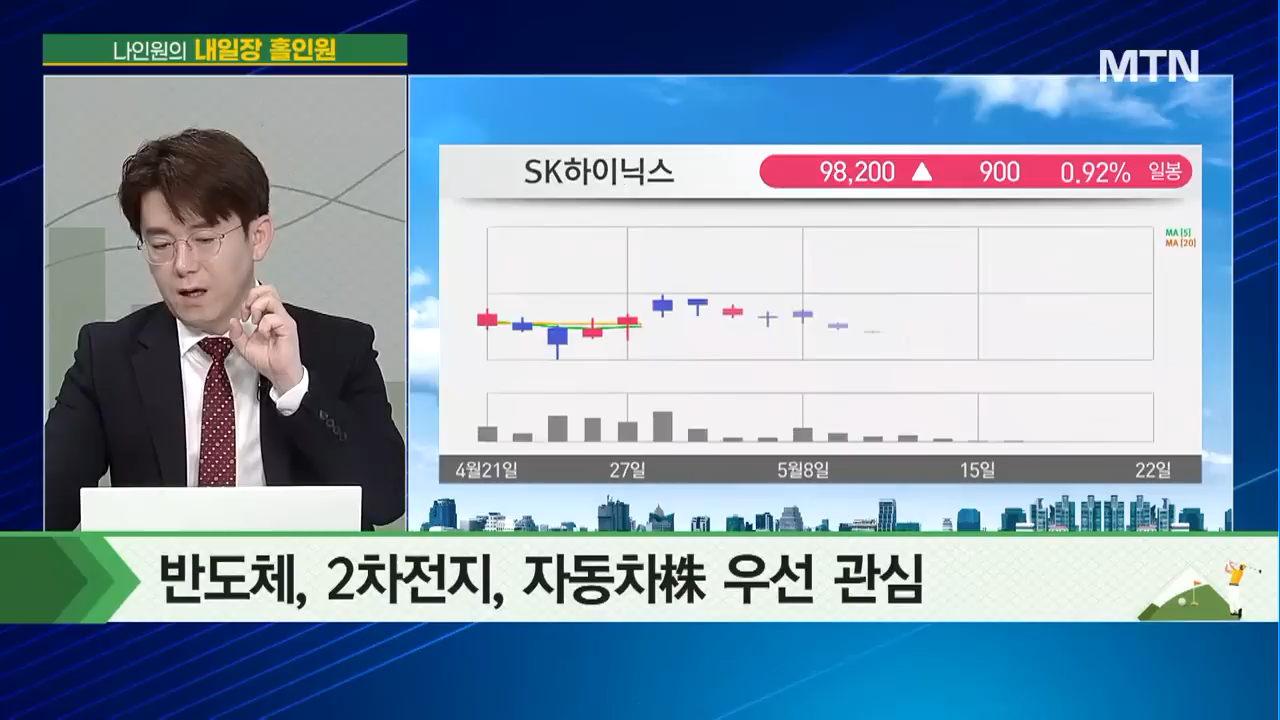 나인원의 내일장 홀인원
MTN
SK하이닉스 98,200 ▲ 900 0.92% 일봉
MA [5]
MA [20]
4월21일 27일 5월8일 15일 22일
반도체, 2차전지, 자동차株 우선 관심